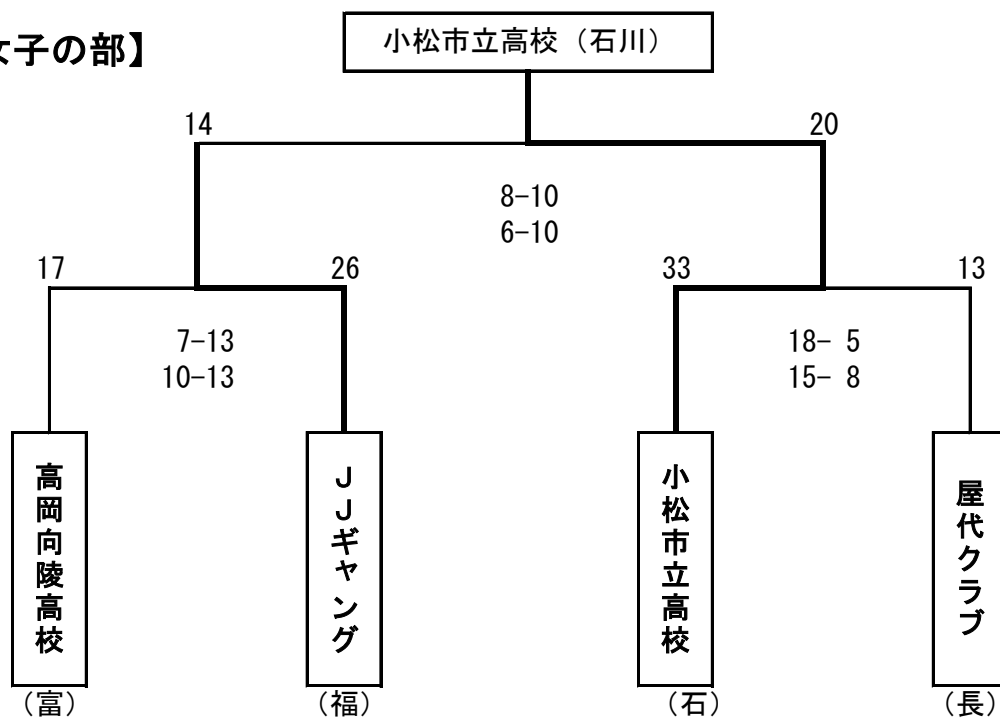 女子の部】
小松市立高校（石川）
14
20
8-10
6-10
17
26
33
13
7-13
10-13
18- 5
15- 8
高岡向陵高校
ＪＪギャング
小松市立高校
屋代クラブ
（富）
（福）
（石）
（長）